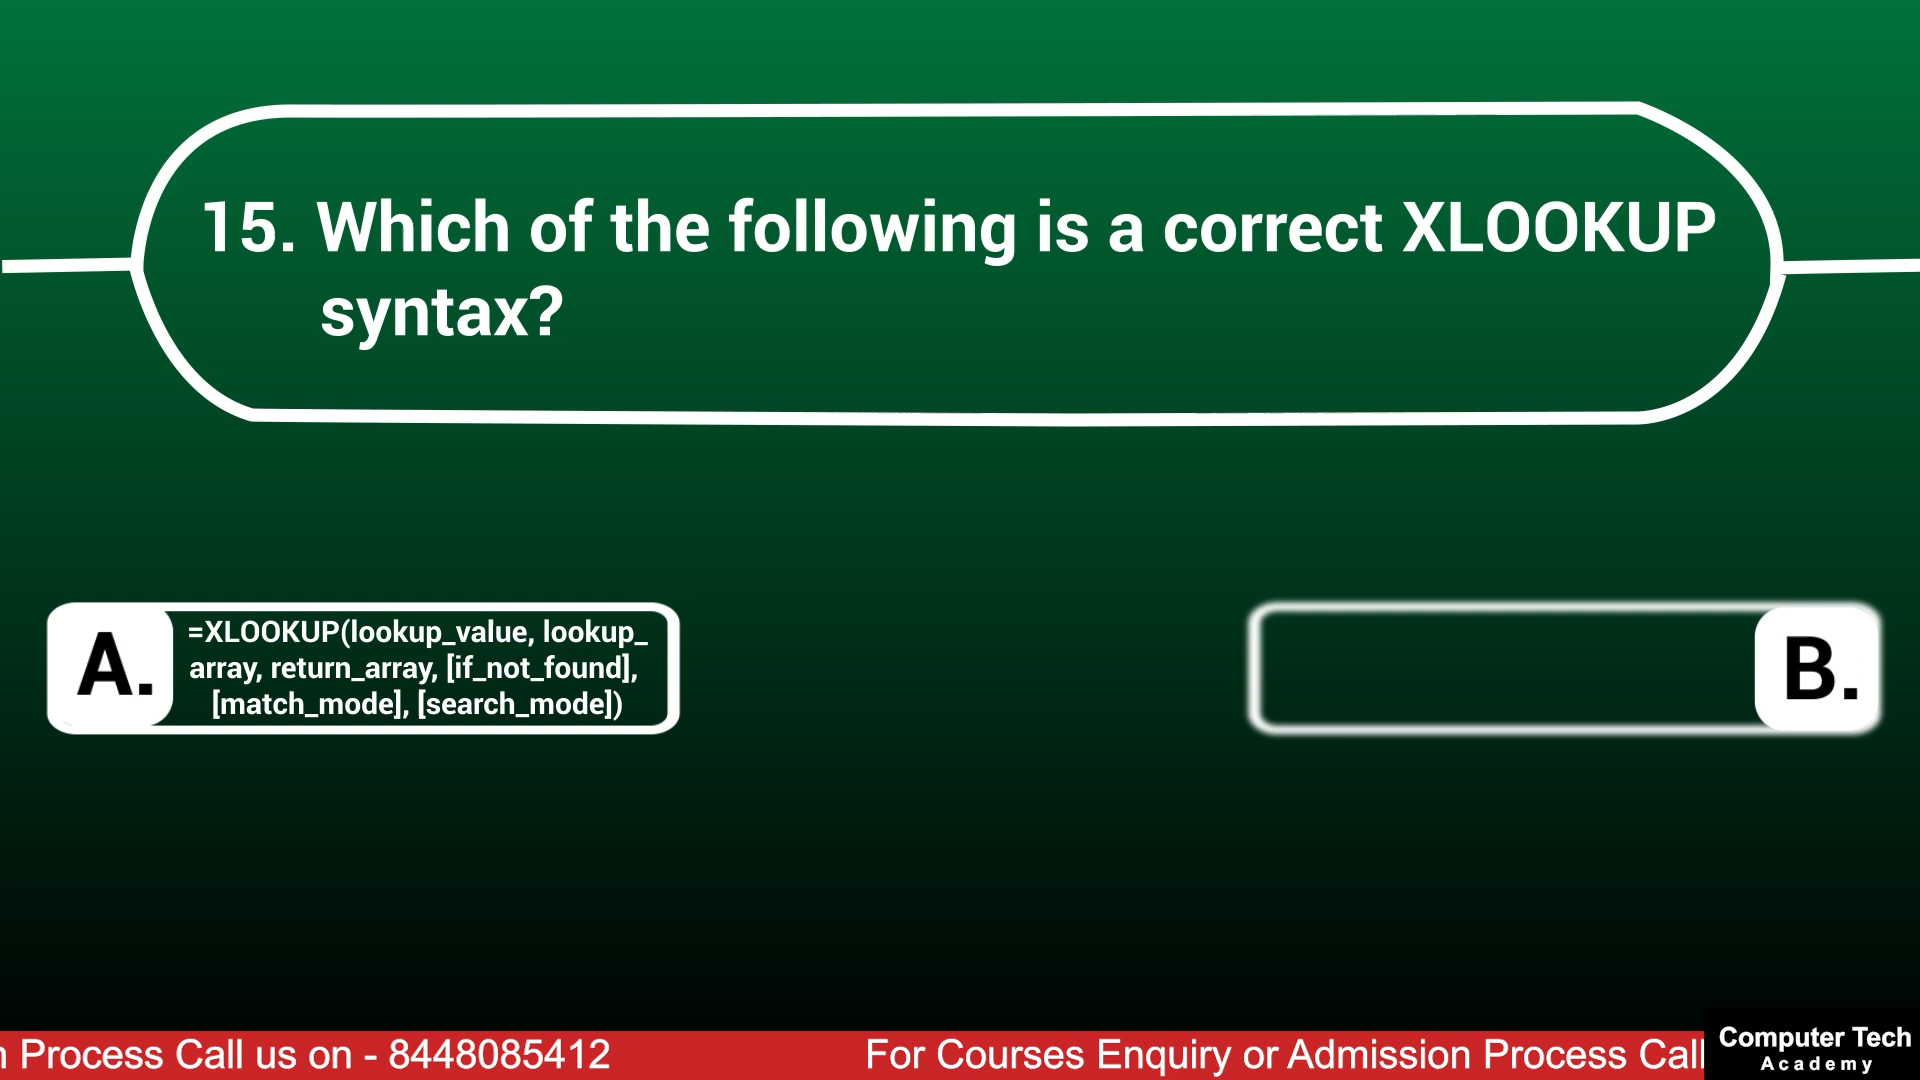 15. Which of the following is a correct XLOOKUP
syntax?
A.
=XLOOKUP(lookup_value, lookup_
array, return_array, [if_not_found],
[match_mode], [search_mode])
B.
Process Call us on - 8448085412
For Courses Enquiry or Admission Process Call
Computer Tech
Academy